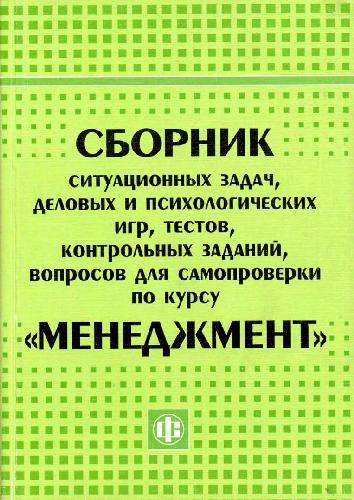 СБОРНИК
СИТУАЦИОННЫХ ЗАДАЧ,
ДЕЛОВЫХ И ПСИХОЛОГИЧЕСКИХ
ИГР, ТЕСТОВ,
КОНТРОЛЬНЫХ ЗАДАНИЙ,
ВОПРОСОВ ДЛЯ САМОПРОВЕРКИ
ПО КУРСУ
«МЕНЕДЖМЕНТ»